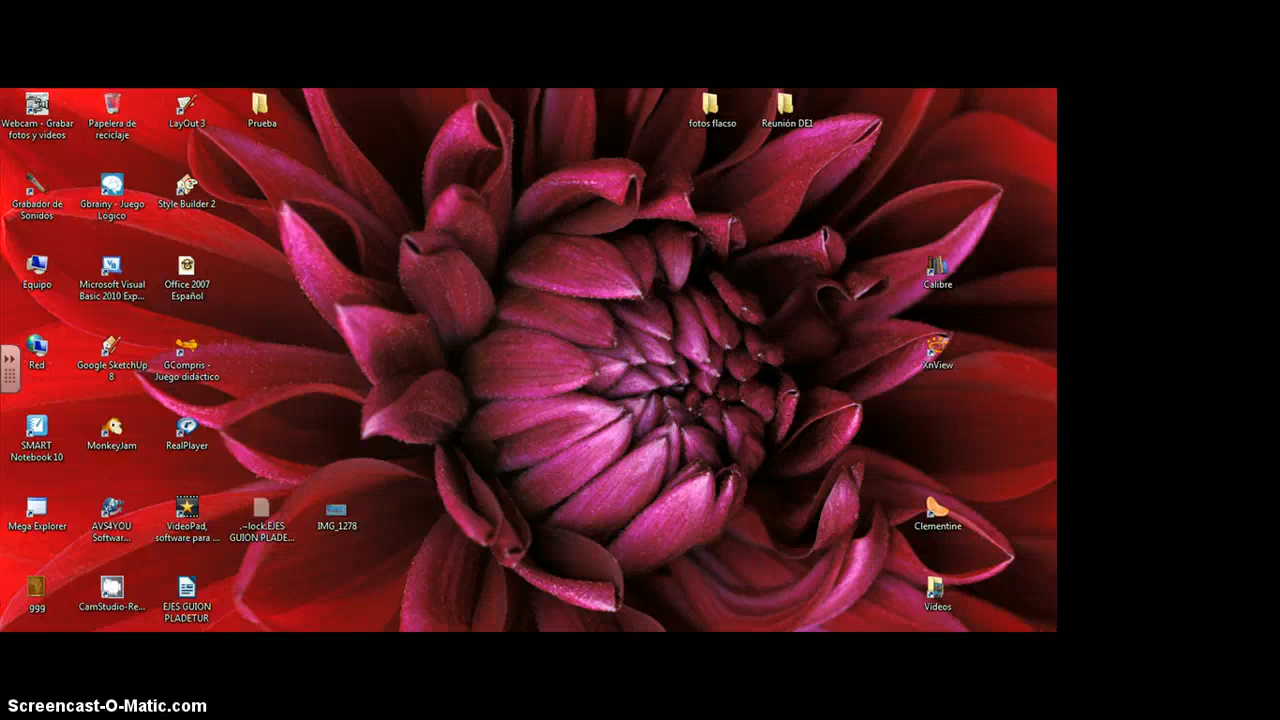 Webcam - Grabar
fotos y videos
Papelera de
reciclaje
LayOut 3
Prueba
fotos flacso
Reunión DE1
Grabador de
Sonidos
Gbrainy - Juego
Lógico
Style Builder 2
Equipo
Microsoft Visual
Basic 2010 Exp...
Office 2007
Español
Calibre
Red
Google SketchUp
8
GCompris -
Juego didáctico
XnView
SMART
Notebook 10
MonkeyJam
RealPlayer
Mega Explorer
AVS4YOU
Softwar...
VideoPad,
software para ...
.~lock.EJES
GUION PLADE...
IMG_1278
Clementine
ggg
CamStudio-Re...
EJES GUION
PLADETUR
Videos
Screencast-O-Matic.com